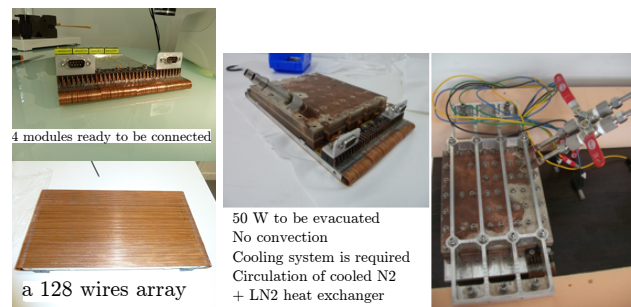 4 modules ready to be connected
a 128 wires array
50 W to be evacuated
No convection
Cooling system is required
Circulation of cooled N2
+ LN2 heat exchanger